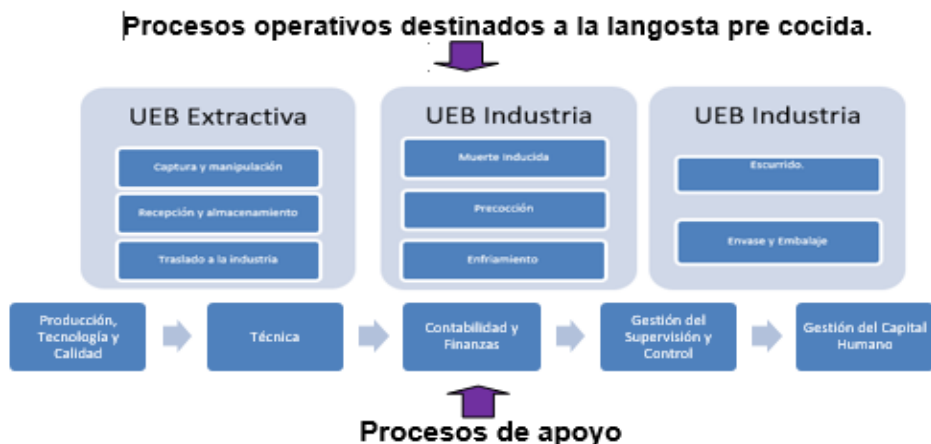 Procesos operativos destinados a la langosta pre cocida.
UEB Extractiva
Captura y manipulación
Recepción y almacenamiento
Traslado a la industria
UEB Industria
Muerte inducida
Precocción
Enfriamiento
UEB Industria
Escurrido.
Envase y Embalaje
Producción,
Tecnología y
Calidad
Técnica
Contabilidad y
Finanzas
Gestión del
Supervisión y
Control
Gestión del Capital
Humano
Procesos de apoyo